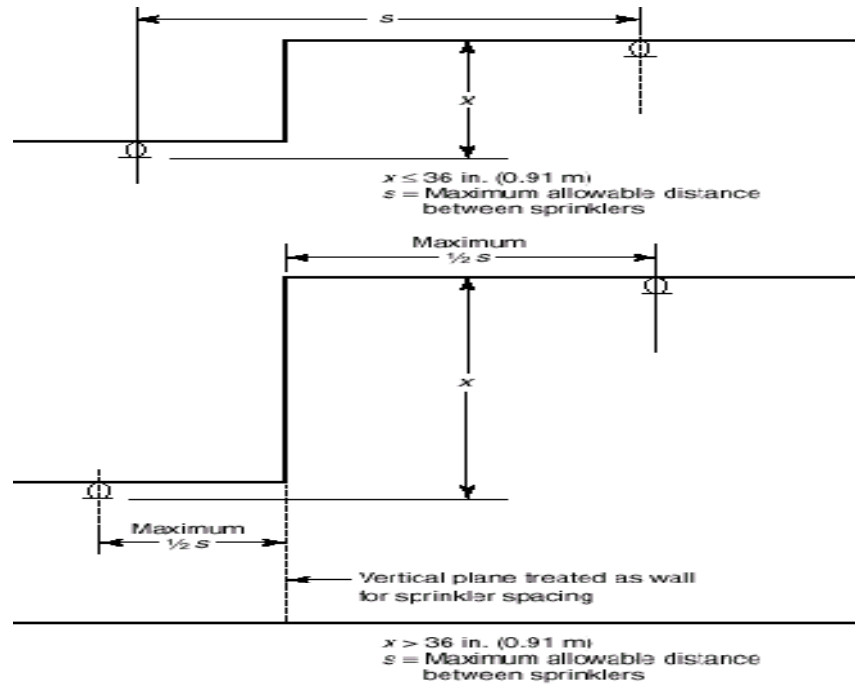 s
x
x ≤ 36 in. (0.91 m)
s = Maximum allowable distance
between sprinklers
Maximum
½ s
x
Maximum
½ s
Vertical plane treated as wall
for sprinkler spacing
x > 36 in. (0.91 m)
s = Maximum allowable distance
between sprinklers